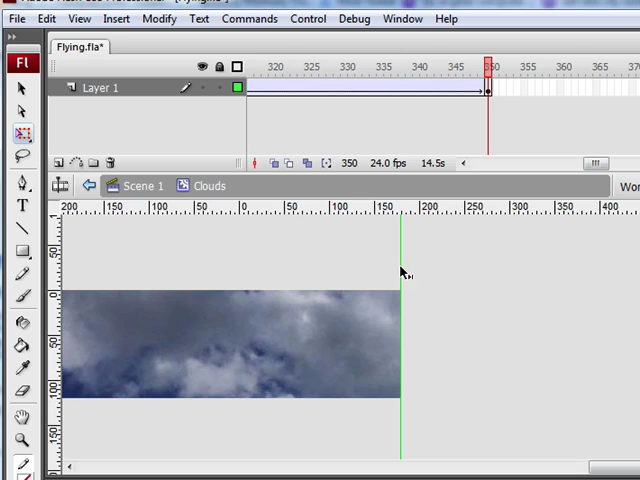 File Edit View Insert Modify Text Commands Control Debug Window Help
Fl
Flying.fla*
320 325 330 335 340 345 350 355 360 365
Layer 1
350 24.0 fps 14.5s
Scene 1 Clouds
200 150 100 50 0 50 100 150 200 250 300 350 400
0
50
100
150
T